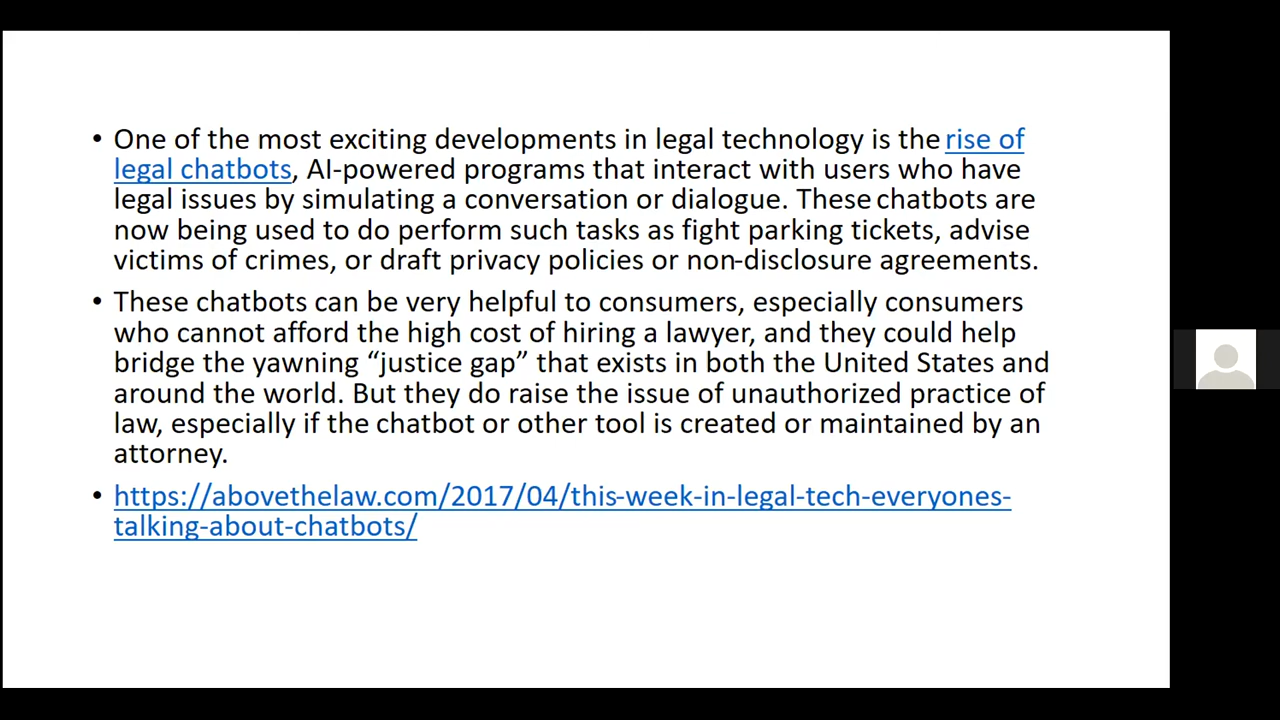 • One of the most exciting developments in legal technology is the rise of
legal chatbots, AI-powered programs that interact with users who have
legal issues by simulating a conversation or dialogue. These chatbots are
now being used to do perform such tasks as fight parking tickets, advise
victims of crimes, or draft privacy policies or non-disclosure agreements.
• These chatbots can be very helpful to consumers, especially consumers
who cannot afford the high cost of hiring a lawyer, and they could help
bridge the yawning “justice gap” that exists in both the United States and
around the world. But they do raise the issue of unauthorized practice of
law, especially if the chatbot or other tool is created or maintained by an
attorney.
• https://abovethelaw.com/2017/04/this-week-in-legal-tech-everyones-
talking-about-chatbots/